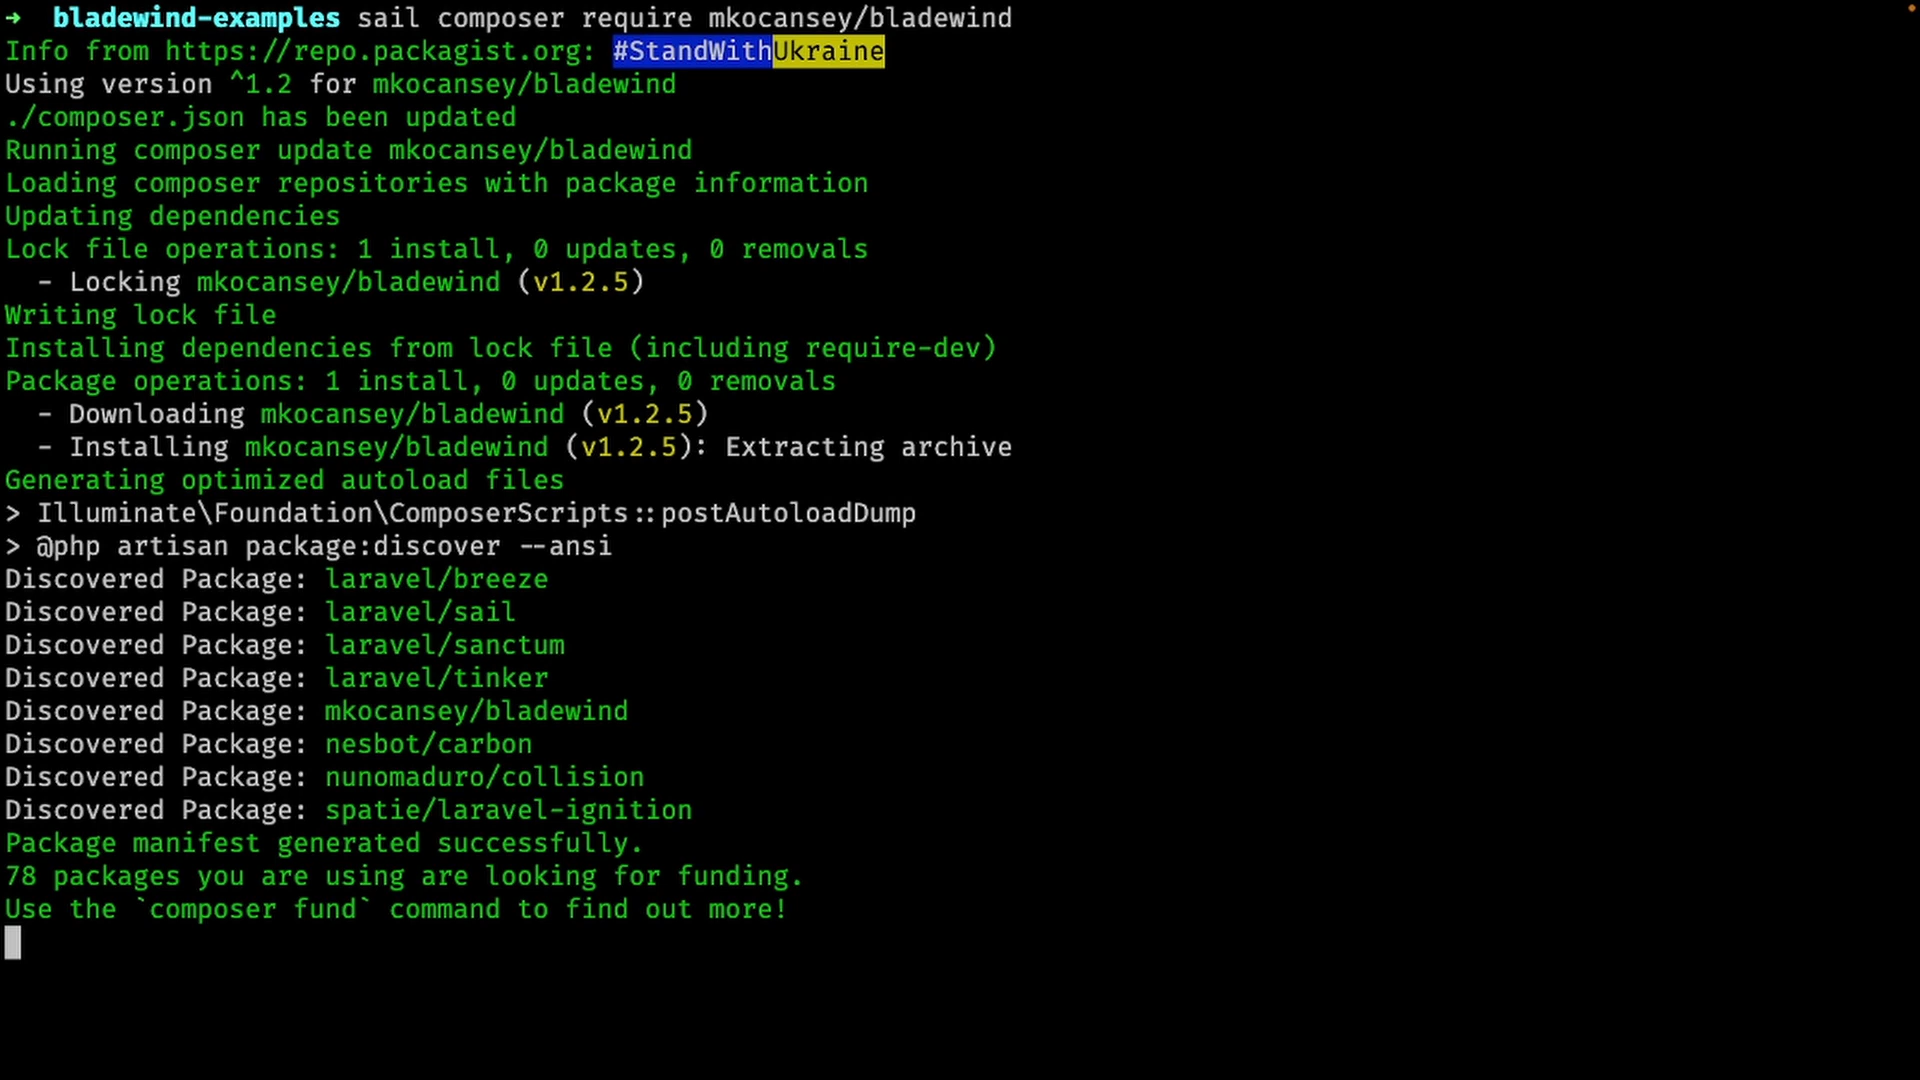 → bladewind-examples sail composer require mkocansey/bladewind
Info from https://repo.packagist.org: #StandWithUkraine
Using version ^1.2 for mkocansey/bladewind
./composer.json has been updated
Running composer update mkocansey/bladewind
Loading composer repositories with package information
Updating dependencies
Lock file operations: 1 install, 0 updates, 0 removals
  - Locking mkocansey/bladewind (v1.2.5)
Writing lock file
Installing dependencies from lock file (including require-dev)
Package operations: 1 install, 0 updates, 0 removals
  - Downloading mkocansey/bladewind (v1.2.5)
  - Installing mkocansey/bladewind (v1.2.5): Extracting archive
Generating optimized autoload files
> Illuminate\Foundation\ComposerScripts::postAutoloadDump
> @php artisan package:discover --ansi
Discovered Package: laravel/breeze
Discovered Package: laravel/sail
Discovered Package: laravel/sanctum
Discovered Package: laravel/tinker
Discovered Package: mkocansey/bladewind
Discovered Package: nesbot/carbon
Discovered Package: nunomaduro/collision
Discovered Package: spatie/laravel-ignition
Package manifest generated successfully.
78 packages you are using are looking for funding.
Use the `composer fund` command to find out more!